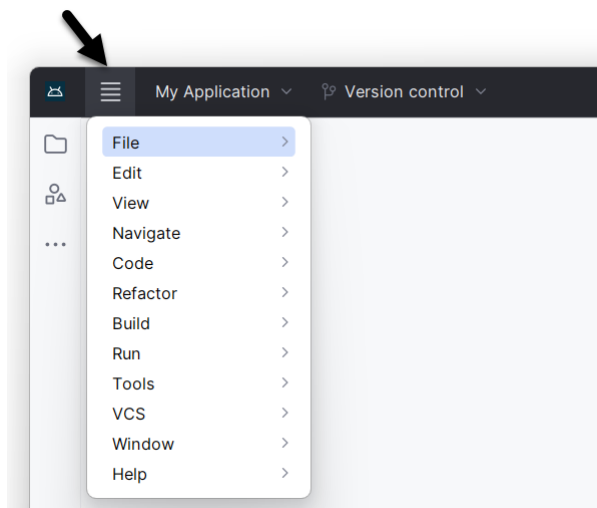 My Application Version control
File
Edit
View
Navigate
Code
Refactor
Build
Run
Tools
VCS
Window
Help